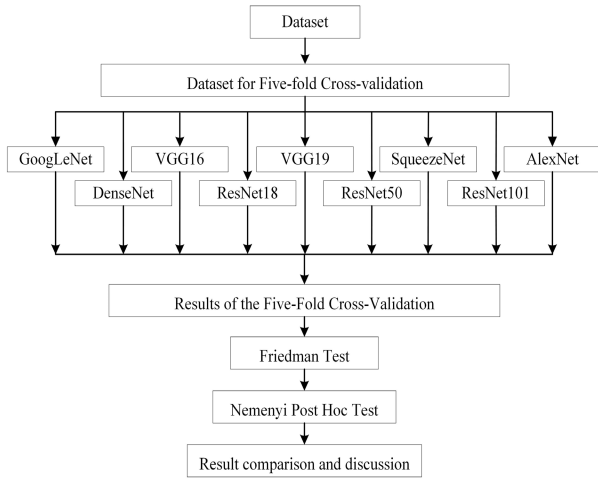 Dataset
Dataset for Five-fold Cross-validation
GoogLeNet
VGG16
VGG19
SqueezeNet
AlexNet
DenseNet
ResNet18
ResNet50
ResNet101
Results of the Five-Fold Cross-Validation
Friedman Test
Nemenyi Post Hoc Test
Result comparison and discussion